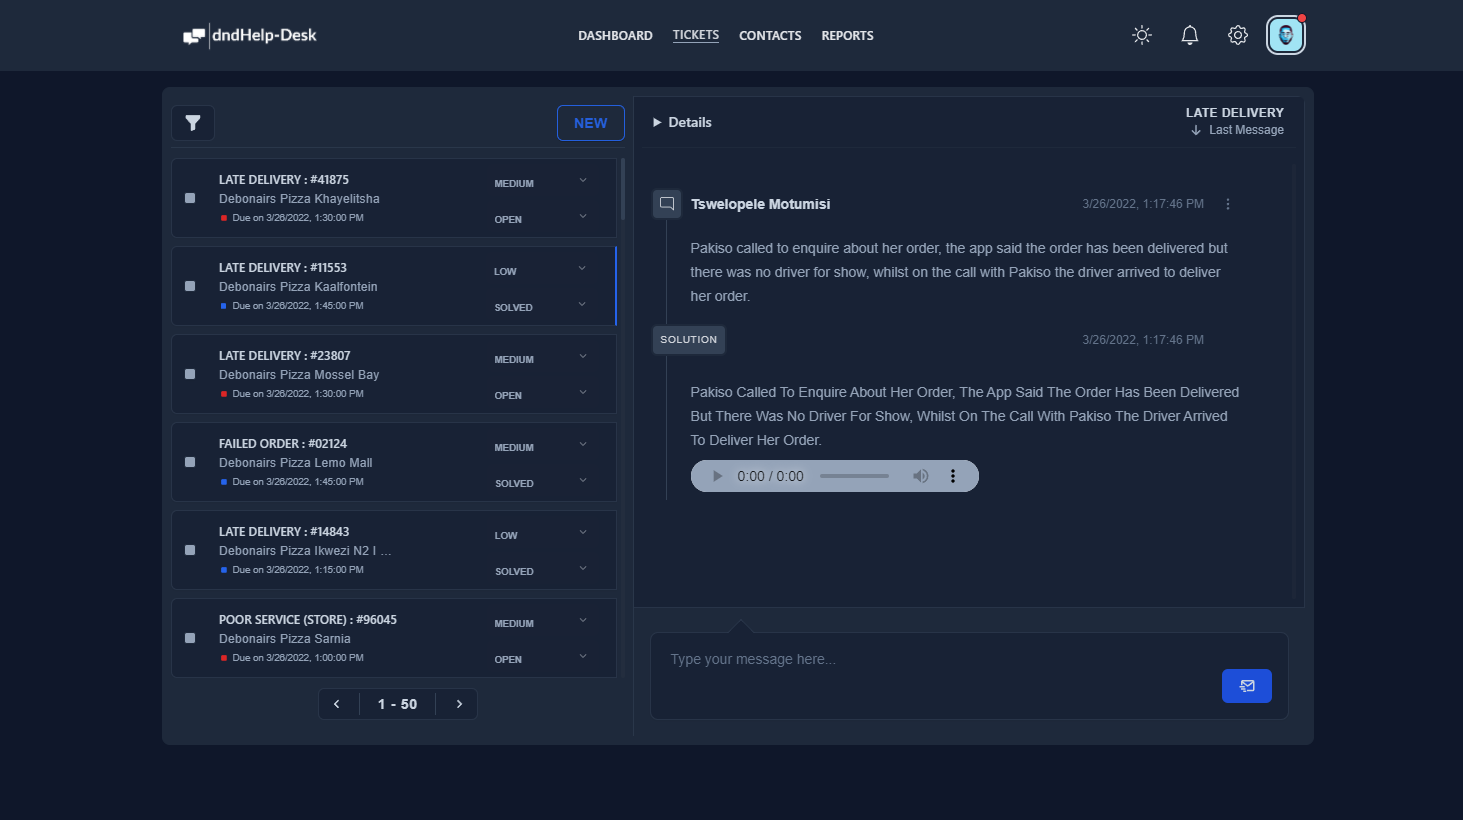 dndHelp-Desk
DASHBOARD TICKETS CONTACTS REPORTS
NEW
LATE DELIVERY : #41875
Debonairs Pizza Khayelitsha
Due on 3/26/2022, 1:30:00 PM
MEDIUM
OPEN
LATE DELIVERY : #11553
Debonairs Pizza Kaalfontein
Due on 3/26/2022, 1:45:00 PM
LOW
SOLVED
LATE DELIVERY : #23807
Debonairs Pizza Mossel Bay
Due on 3/26/2022, 1:30:00 PM
MEDIUM
OPEN
FAILED ORDER : #02124
Debonairs Pizza Lemo Mall
Due on 3/26/2022, 1:45:00 PM
MEDIUM
SOLVED
LATE DELIVERY : #14843
Debonairs Pizza Ikwezi N2 I ...
Due on 3/26/2022, 1:15:00 PM
LOW
SOLVED
POOR SERVICE (STORE) : #96045
Debonairs Pizza Sarnia
Due on 3/26/2022, 1:00:00 PM
MEDIUM
OPEN
1 - 50
Details
LATE DELIVERY
Last Message
Tswelopele Motumisi
3/26/2022, 1:17:46 PM
Pakiso called to enquire about her order, the app said the order has been delivered but
there was no driver for show, whilst on the call with Pakiso the driver arrived to deliver
her order.
SOLUTION
3/26/2022, 1:17:46 PM
Pakiso Called To Enquire About Her Order, The App Said The Order Has Been Delivered
But There Was No Driver For Show, Whilst On The Call With Pakiso The Driver Arrived
To Deliver Her Order.
0:00 / 0:00
Type your message here...